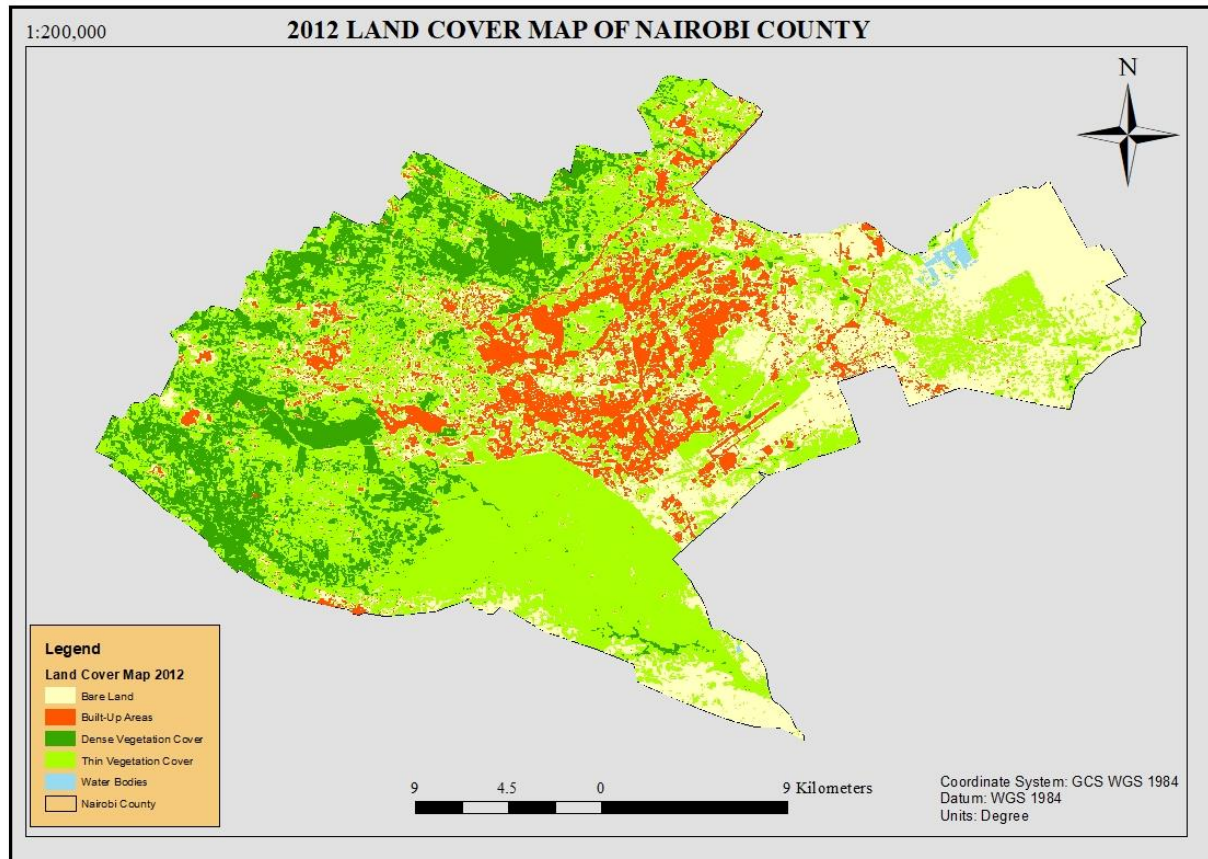 1:200,000
2012 LAND COVER MAP OF NAIROBI COUNTY
N
Legend
Land Cover Map 2012
Bare Land
Built-Up Areas
Dense Vegetation Cover
Thin Vegetation Cover
Water Bodies
Nairobi County
9 4.5 0 9 Kilometers
Coordinate System: GCS WGS 1984
Datum: WGS 1984
Units: Degree